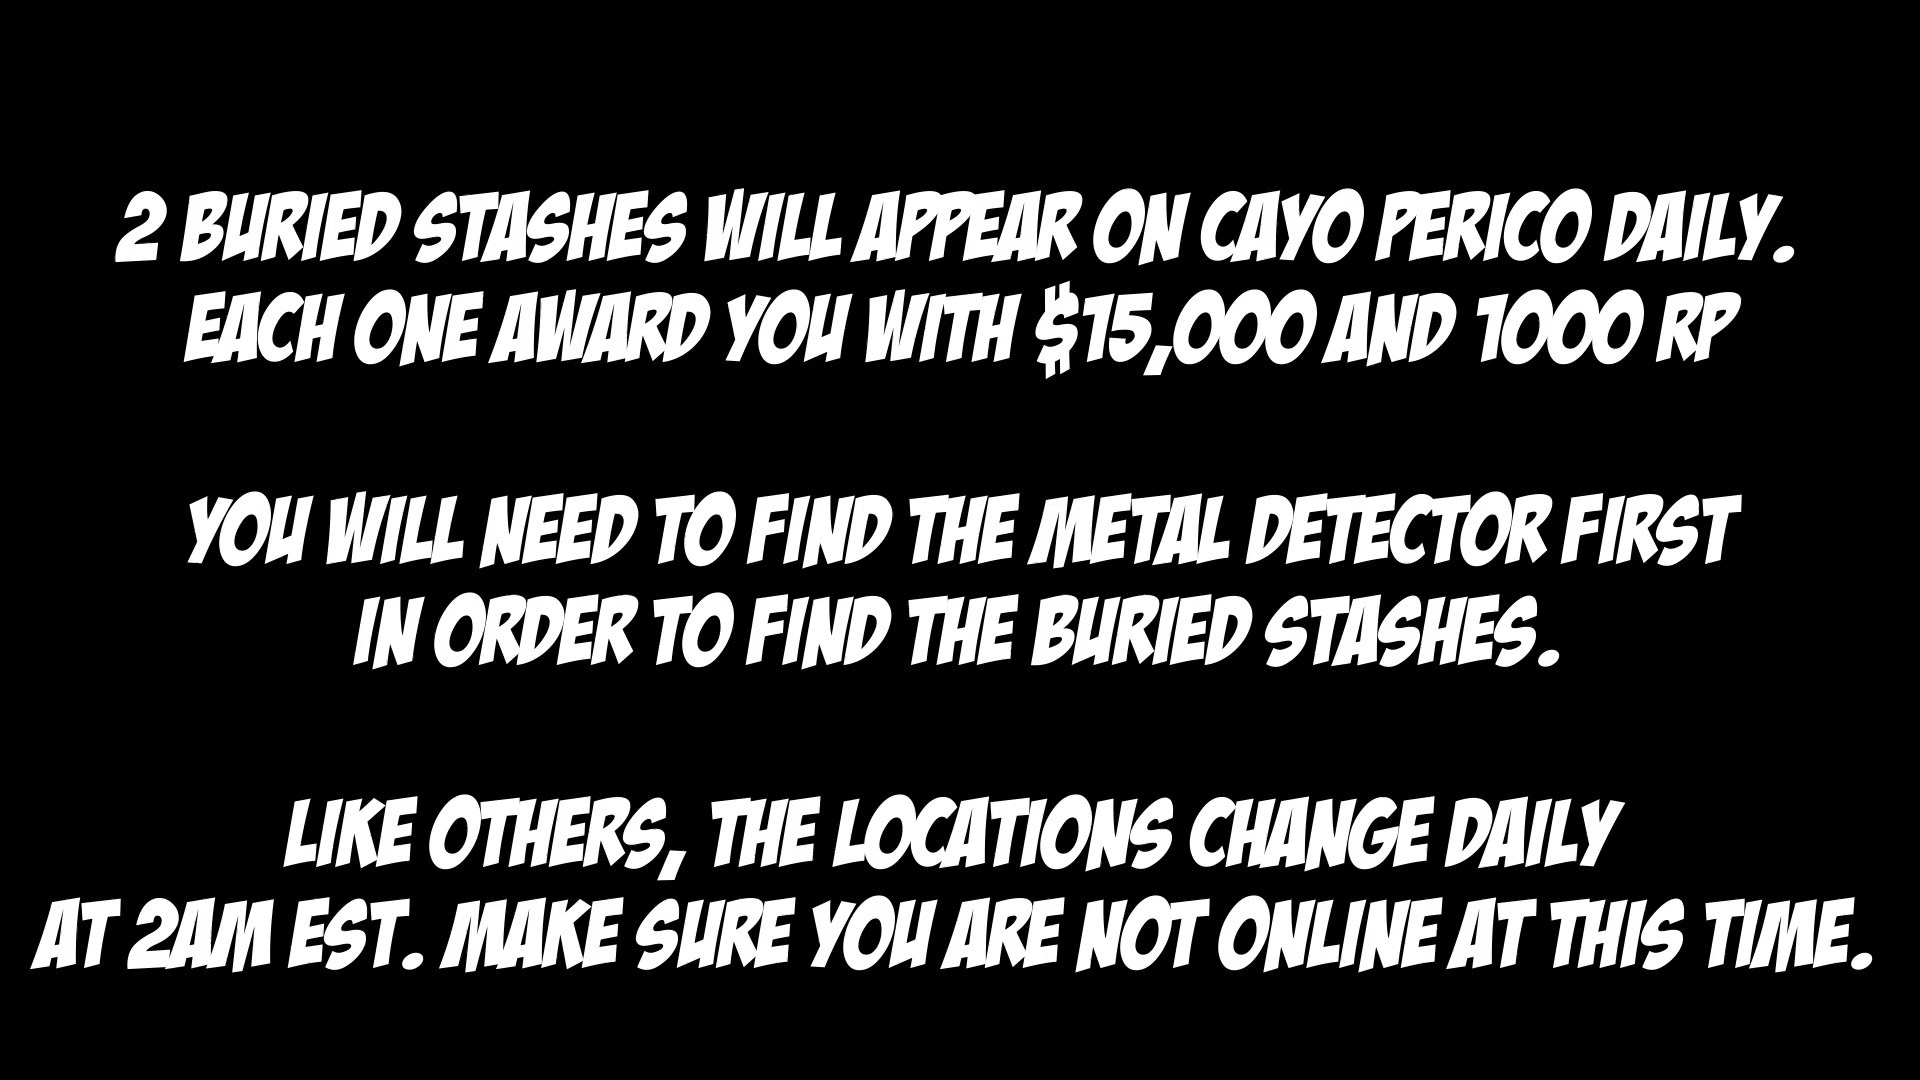 2 BURIED STASHES WILL APPEAR ON CAYO PERICO DAILY.
EACH ONE AWARD YOU WITH $15,000 AND 1000 RP
YOU WILL NEED TO FIND THE METAL DETECTOR FIRST
IN ORDER TO FIND THE BURIED STASHES.
LIKE OTHERS, THE LOCATIONS CHANGE DAILY
AT 2AM EST. MAKE SURE YOU ARE NOT ONLINE AT THIS TIME.